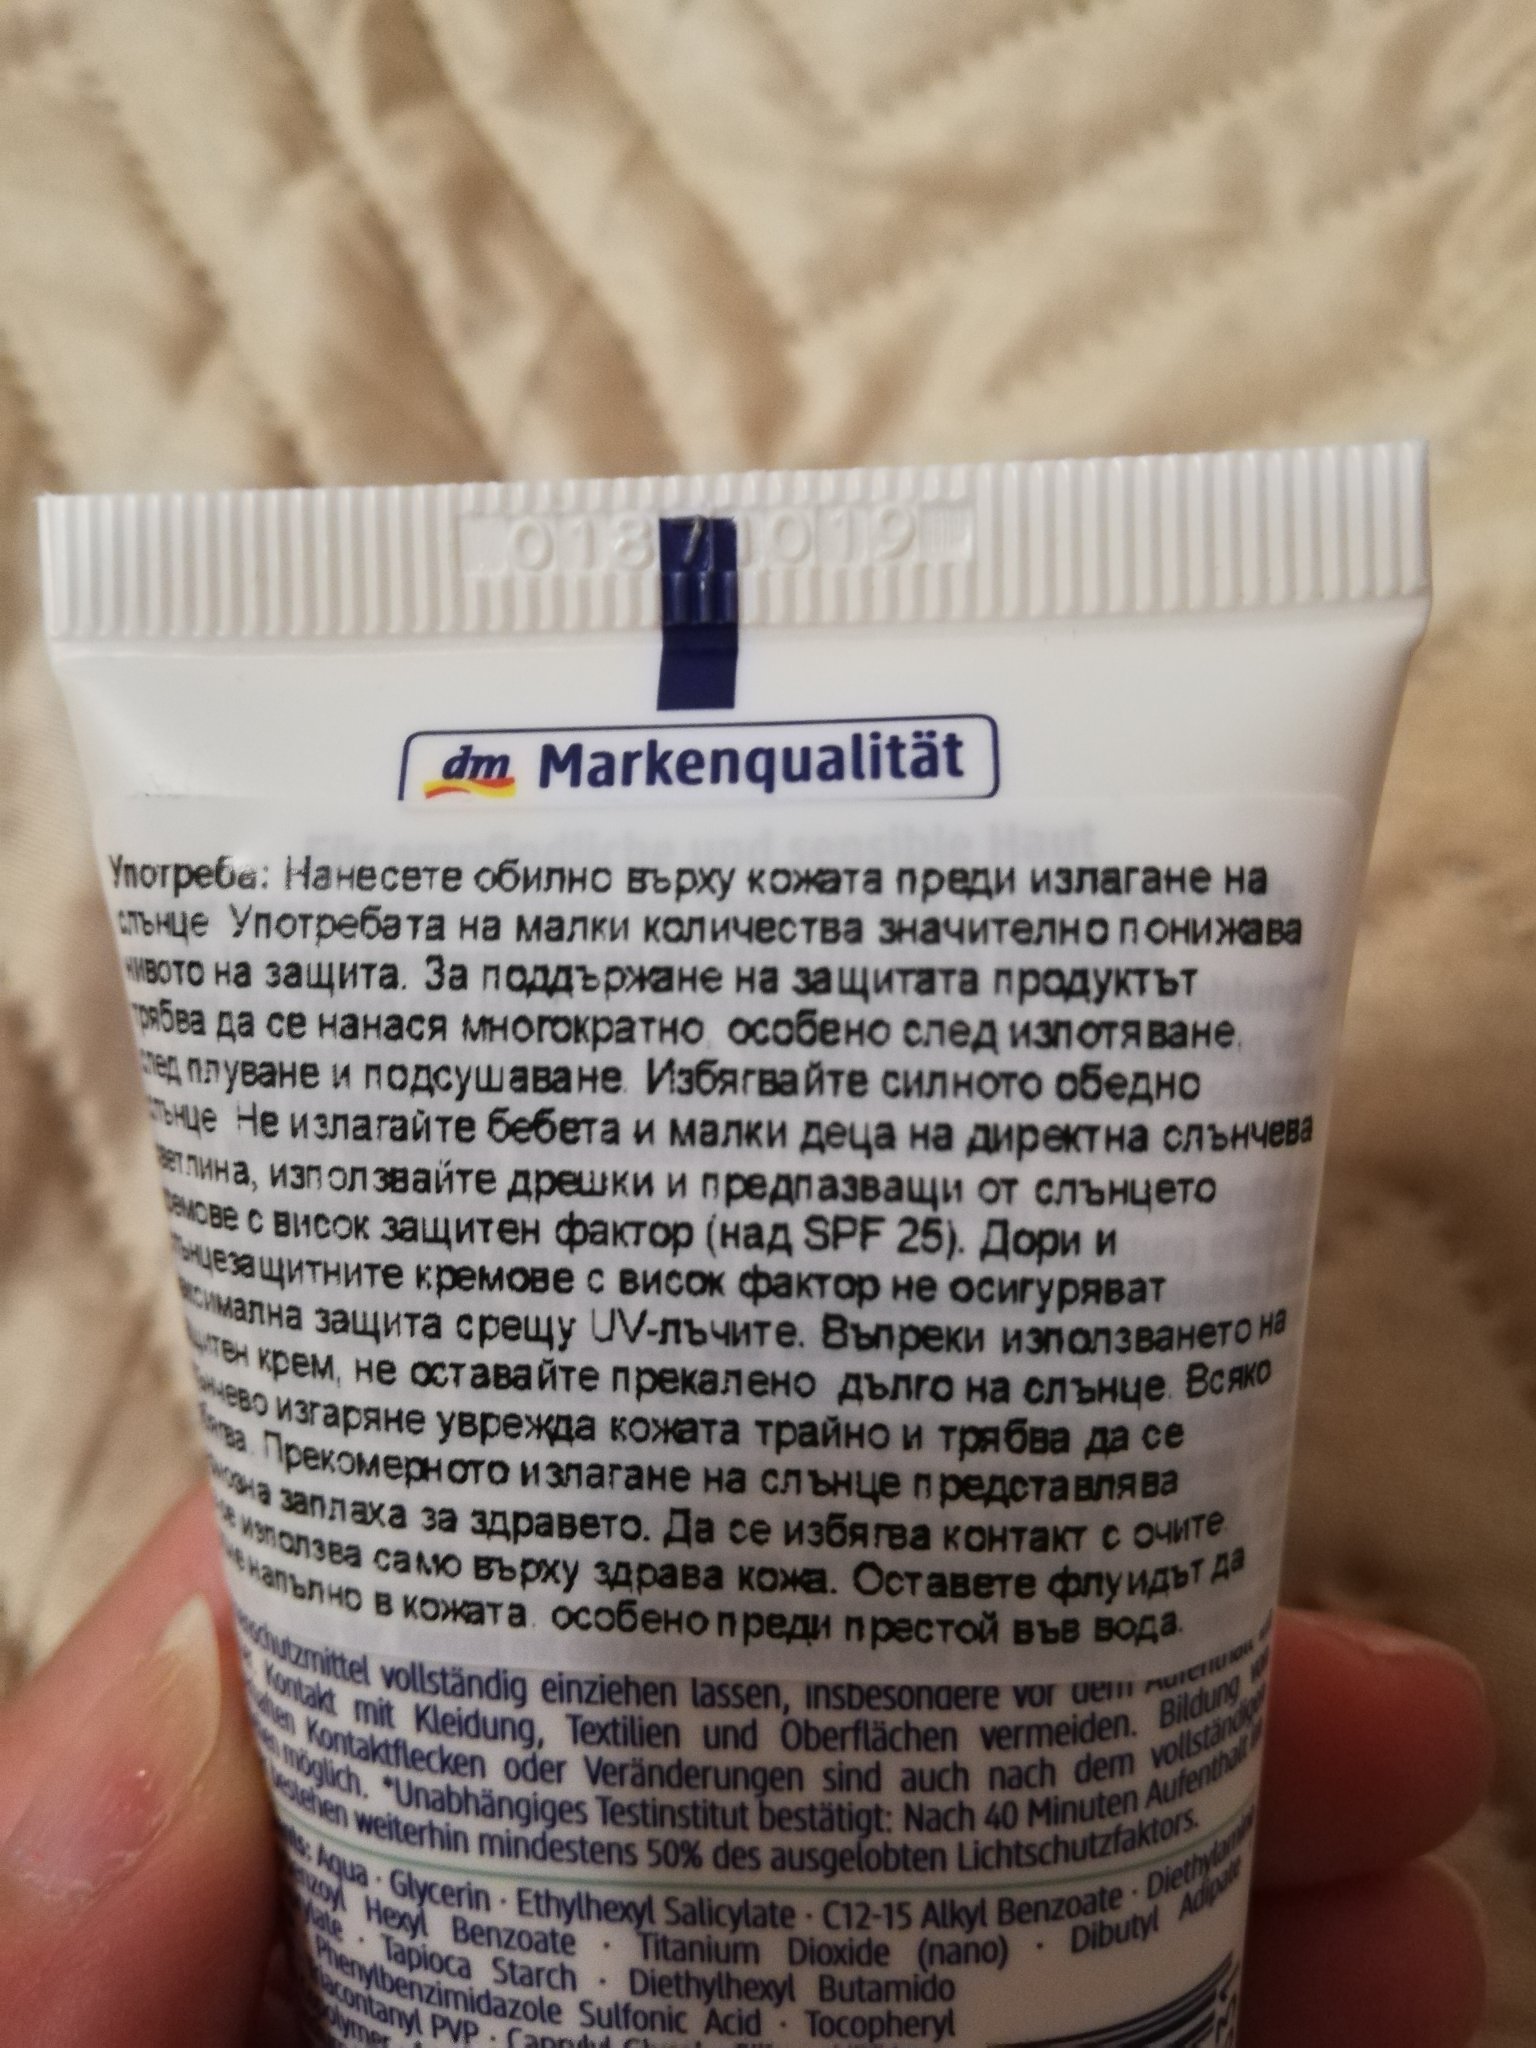 0187 1019
dm Markenqualität
Употреба: Нанесете обилно върху кожата преди излагане на
слънце Употребата на малки количества значително понижава
нивото на защита. За поддържане на защитата продуктът
трябва да се нанася многократно, особено след изпотяване,
след плуване и подсушаване. Избягвайте силното обедно
слънце Не излагайте бебета и малки деца на директна слънчева
светлина, използвайте дрешки и предпазващи от слънцето
кремове с висок защитен фактор (над SPF 25). Дори и
слънцезащитните кремове с висок фактор не осигуряват
максимална защита срещу UV-лъчите. Въпреки използването на
защитен крем, не оставайте прекалено дълго на слънце. Всяко
слънчево изгаряне уврежда кожата трайно и трябва да се
избягва. Прекомерното излагане на слънце представлява
заплаха за здравето. Да се избягва контакт с очите.
използва само върху здрава кожа. Оставете флуидът да
напълно в кожата, особено преди престой във вода.
vollständig einziehen lassen, insbesondere vor dem
Kontakt mit Kleidung, Textilien und Oberflächen vermeiden. Bildung
Kontaktflecken oder Veränderungen sind auch nach dem
möglich. *Unabhängiges Testinstitut bestätigt: Nach 40 Minuten Aufenthalt
bestehen weiterhin mindestens 50% des ausgelobten Lichtschutzfaktors.
Aqua · Glycerin · Ethylhexyl Salicylate · C12-15 Alkyl Benzoate ·
Hexyl Benzoate · Titanium Dioxide (nano) · Dibutyl Adipate
Tapioca Starch · Diethylhexyl Butamido
Phenylbenzimidazole Sulfonic Acid · Tocopheryl
PVP ·